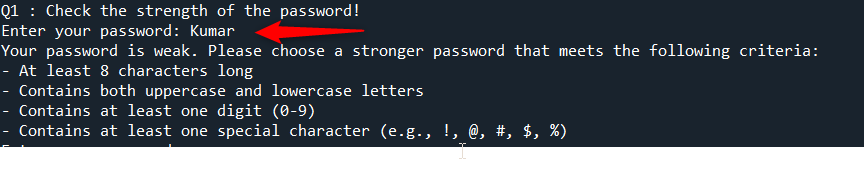 Q1 : Check the strength of the password!
Enter your password: Kumar
Your password is weak. Please choose a stronger password that meets the following criteria:
- At least 8 characters long
- Contains both uppercase and lowercase letters
- Contains at least one digit (0-9)
- Contains at least one special character (e.g., !, @, #, $, %)